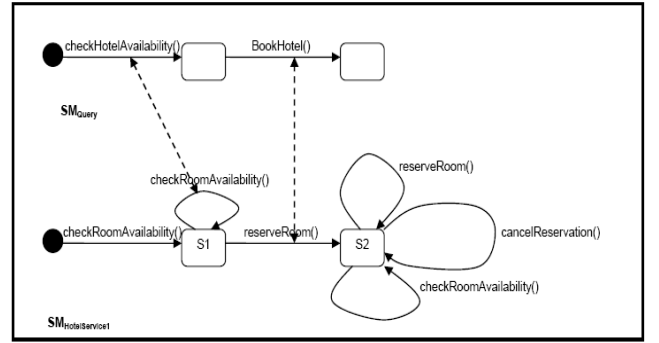 checkHotelAvailability()
BookHotel()
SMQuery
checkRoomAvailability()
reserveRoom()
checkRoomAvailability()
S1
reserveRoom()
S2
cancelReservation()
checkRoomAvailability()
SMHotelService1